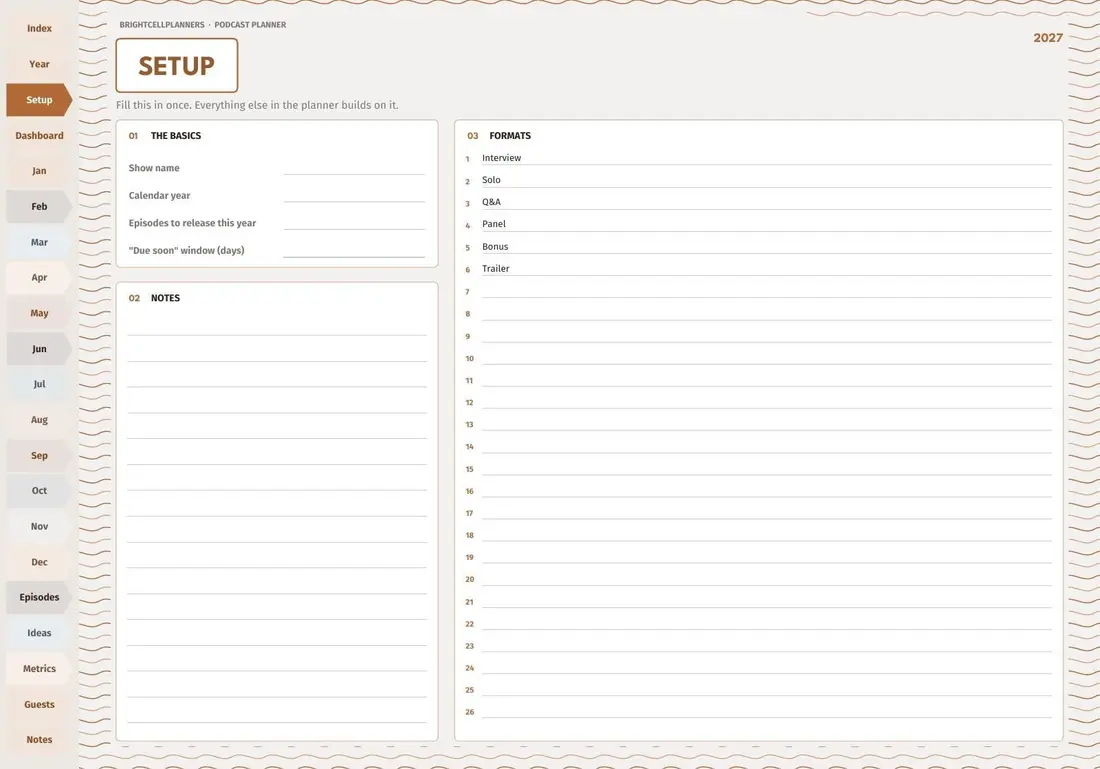 Index
Year
Setup
Dashboard
Jan
Feb
Mar
Apr
May
Jun
Jul
Aug
Sep
Oct
Nov
Dec
Episodes
Ideas
Metrics
Guests
Notes
BRIGHTCELLPLANNERS · PODCAST PLANNER
2027
SETUP
Fill this in once. Everything else in the planner builds on it.
01 THE BASICS
Show name
Calendar year
Episodes to release this year
"Due soon" window (days)
02 NOTES
03 FORMATS
1 Interview
2 Solo
3 Q&A
4 Panel
5 Bonus
6 Trailer
7
8
9
10
11
12
13
14
15
16
17
18
19
20
21
22
23
24
25
26